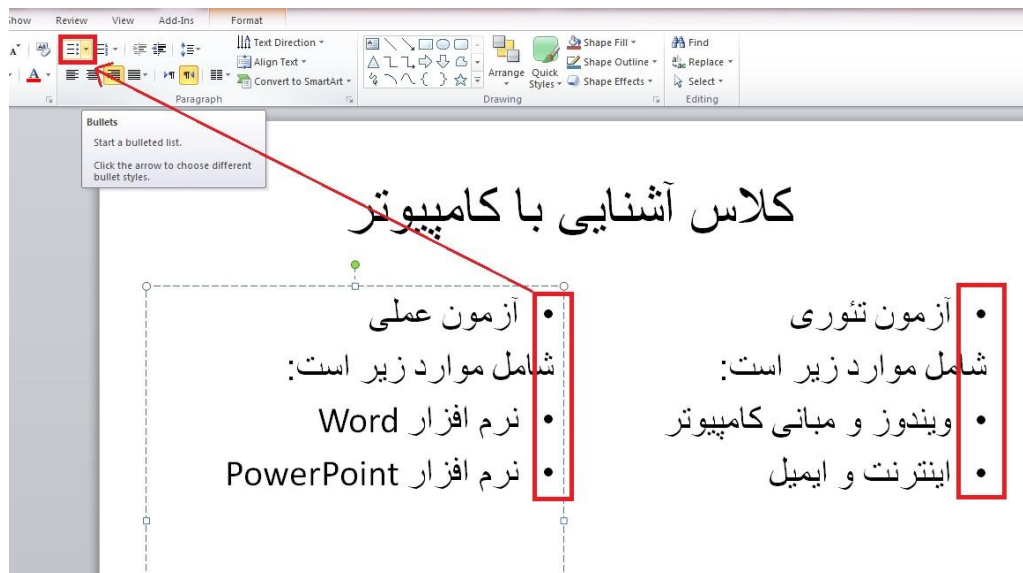 Show Review View Add-Ins Format
Text Direction
Align Text
Convert to SmartArt
Paragraph
Arrange
Quick Styles
Shape Fill
Shape Outline
Shape Effects
Drawing
Find
Replace
Select
Editing
Bullets
Start a bulleted list.
Click the arrow to choose different
bullet styles.
کلاس آشنایی با کامپیوتر
• آزمون تئوری
شامل موارد زیر است:
• ویندوز و مبانی کامپیوتر
• اینترنت و ایمیل
• آزمون عملی
شامل موارد زیر است:
• نرم افزار Word
• نرم افزار PowerPoint